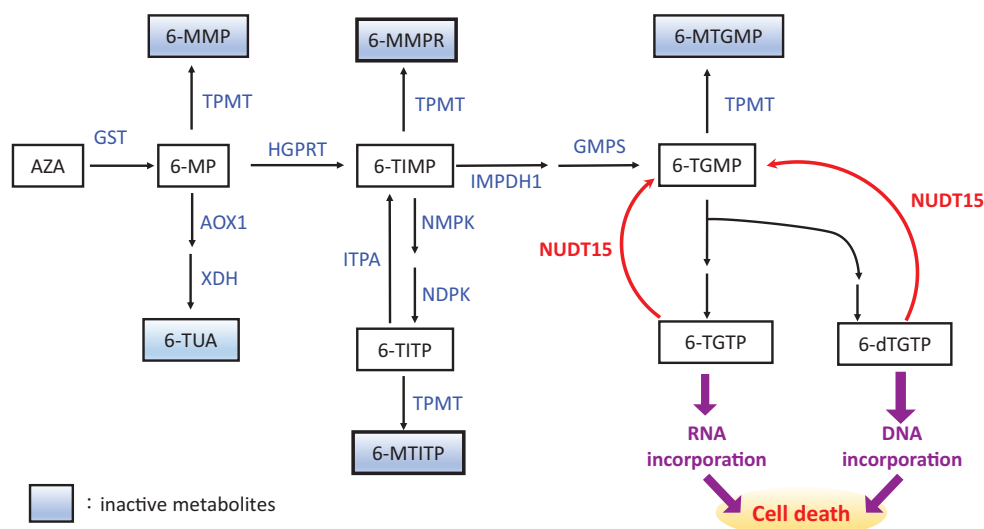 6-MMP
6-MMPR
6-MTGMP
TPMT
TPMT
TPMT
GST
HGPRT
GMPS
AZA
6-MP
6-TIMP
IMPDH1
6-TGMP
NUDT15
AOX1
NMPK
ITPA
NUDT15
XDH
NDPK
6-TUA
6-TITP
6-TGTP
6-dTGTP
TPMT
RNA
incorporation
DNA
incorporation
6-MTITP
: inactive metabolites
Cell death